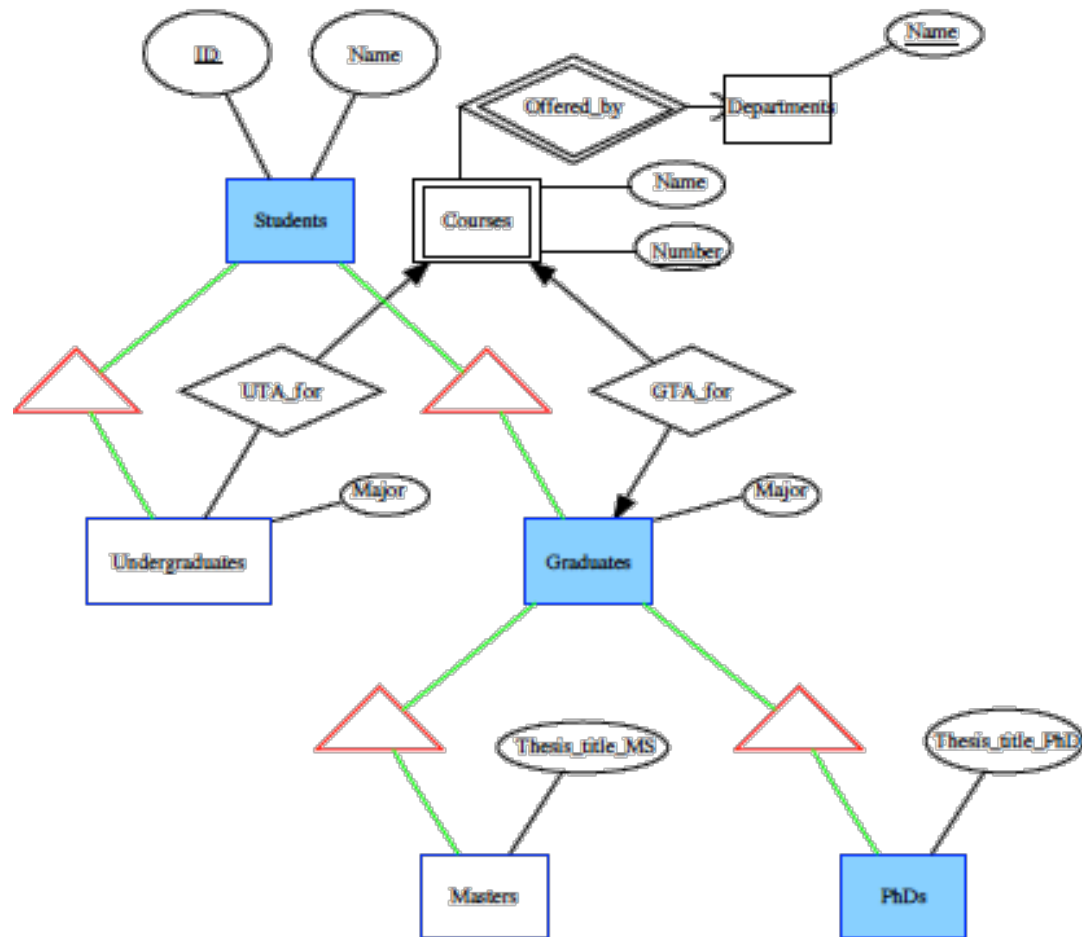 Name
ID
Name
Offered_by
Departments
Name
Students
Courses
Number
UTA_for
GTA_for
Major
Major
Undergraduates
Graduates
Thesis_title_MS
Thesis_title_PhD
Masters
PhDs